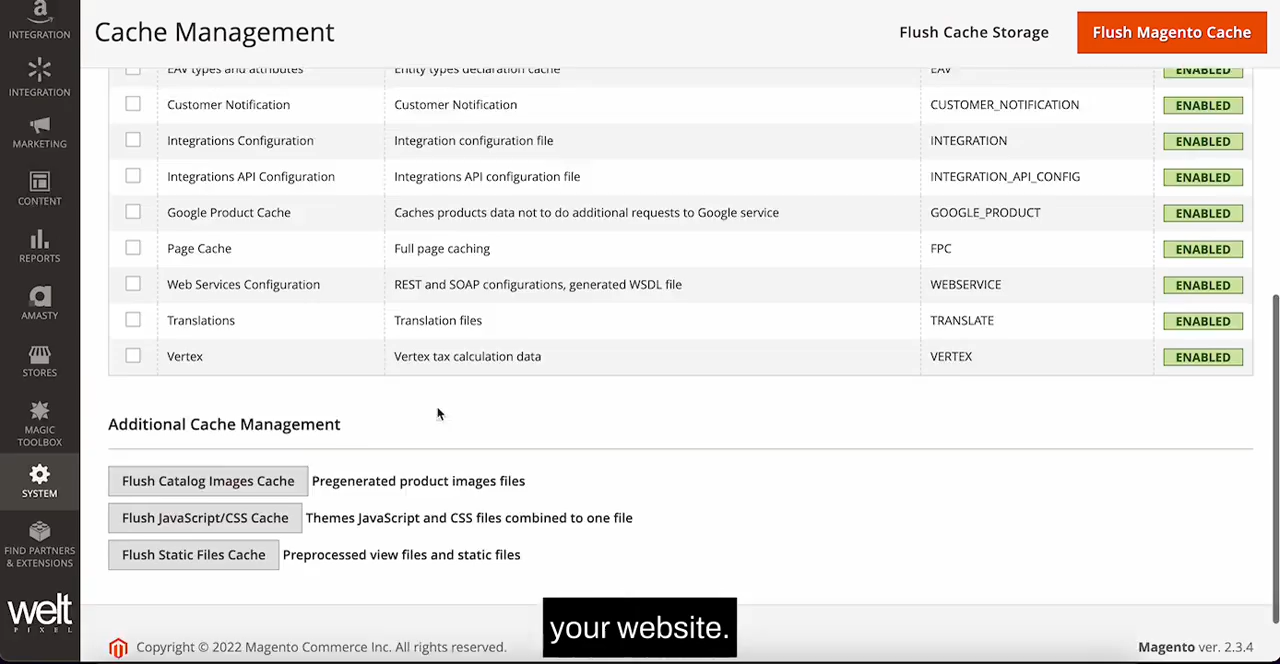 INTEGRATION
INTEGRATION
MARKETING
CONTENT
REPORTS
AMASTY
STORES
MAGIC
TOOLBOX
SYSTEM
FIND PARTNERS
& EXTENSIONS
welt
PIXEL
Cache Management
Flush Cache Storage
Flush Magento Cache
EAV types and attributes Entity types declaration cache EAV ENABLED
Customer Notification Customer Notification CUSTOMER_NOTIFICATION ENABLED
Integrations Configuration Integration configuration file INTEGRATION ENABLED
Integrations API Configuration Integrations API configuration file INTEGRATION_API_CONFIG ENABLED
Google Product Cache Caches products data not to do additional requests to Google service GOOGLE_PRODUCT ENABLED
Page Cache Full page caching FPC ENABLED
Web Services Configuration REST and SOAP configurations, generated WSDL file WEBSERVICE ENABLED
Translations Translation files TRANSLATE ENABLED
Vertex Vertex tax calculation data VERTEX ENABLED
Additional Cache Management
Flush Catalog Images Cache Pregenerated product images files
Flush JavaScript/CSS Cache Themes JavaScript and CSS files combined to one file
Flush Static Files Cache Preprocessed view files and static files
your website.
Copyright © 2022 Magento Commerce Inc. All rights reserved.
Magento ver. 2.3.4